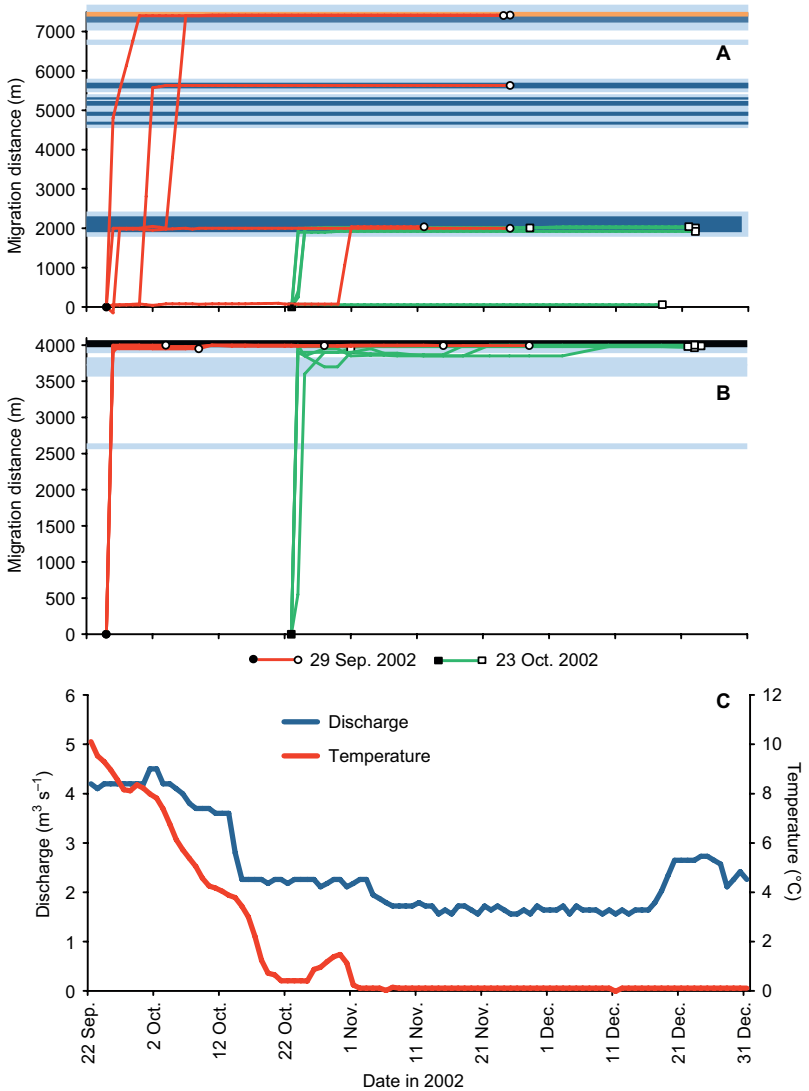 A
Migration distance (m)
7000
6000
5000
4000
3000
2000
1000
0
B
Migration distance (m)
4000
3500
3000
2500
2000
1500
1000
500
0
29 Sep. 2002 23 Oct. 2002
C
Discharge (m³ s⁻¹)
6
5
4
3
2
1
0
Discharge
Temperature
12
10
8
6
4
2
0
Temperature (°C)
22 Sep.
2 Oct.
12 Oct.
22 Oct.
1 Nov.
11 Nov.
21 Nov.
1 Dec.
11 Dec.
21 Dec.
31 Dec.
Date in 2002